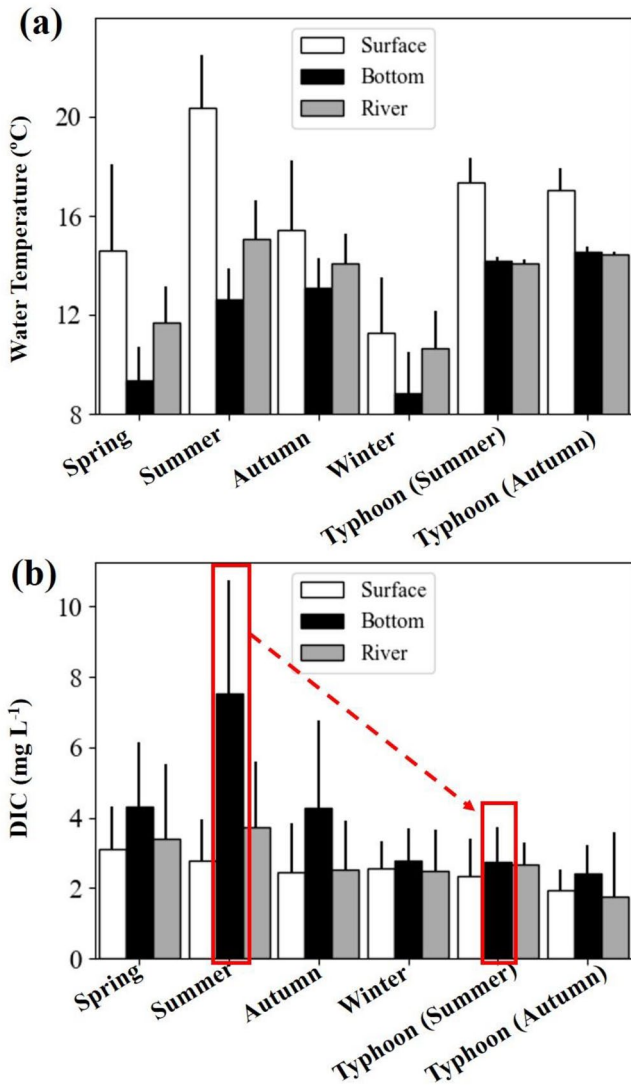 (a)
Surface
Bottom
River
Water Temperature (ºC)
20
16
12
8
Spring
Summer
Autumn
Winter
Typhoon (Summer)
Typhoon (Autumn)
(b)
Surface
Bottom
River
DIC (mg L⁻¹)
10
8
6
4
2
0
Spring
Summer
Autumn
Winter
Typhoon (Summer)
Typhoon (Autumn)